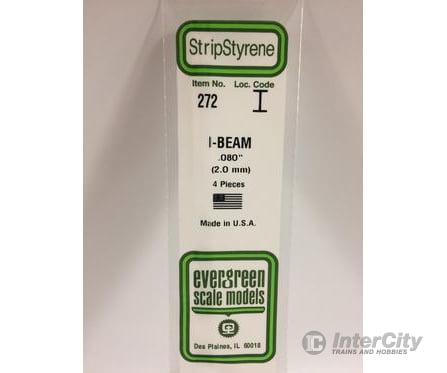 StripStyrene
Item No. Loc. Code
272 I
I-BEAM
.080"
(2.0 mm)
4 Pieces
Made in U.S.A.
evergreen
scale models
Des Plaines, IL 60018
IC InterCity
TRAINS AND HOBBIES